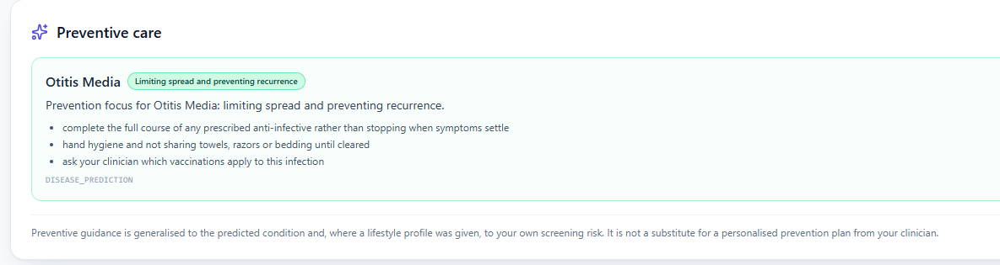 Preventive care
Otitis Media Limiting spread and preventing recurrence
Prevention focus for Otitis Media: limiting spread and preventing recurrence.
• complete the full course of any prescribed anti-infective rather than stopping when symptoms settle
• hand hygiene and not sharing towels, razors or bedding until cleared
• ask your clinician which vaccinations apply to this infection
DISEASE_PREDICTION
Preventive guidance is generalised to the predicted condition and, where a lifestyle profile was given, to your own screening risk. It is not a substitute for a personalised prevention plan from your clinician.